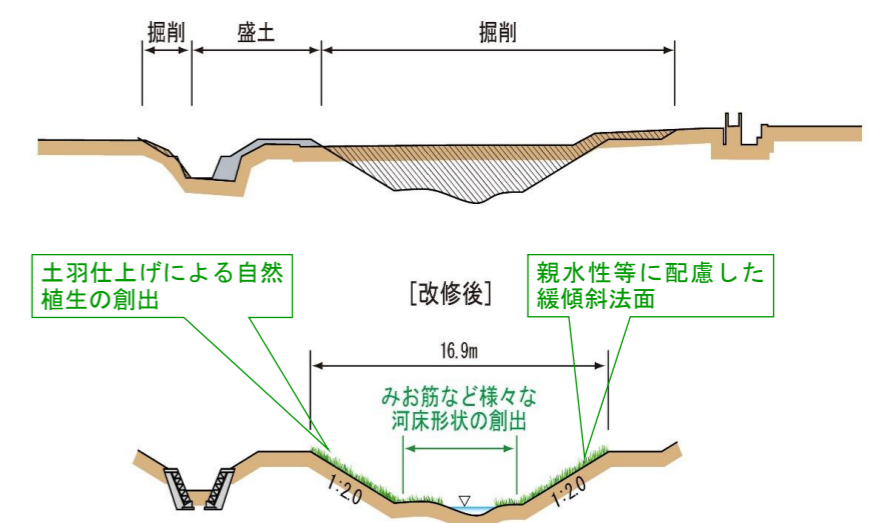 掘削
盛土
掘削
土羽仕上げによる自然
植生の創出
[改修後]
親水性等に配慮した
緩傾斜法面
16.9m
みお筋など様々な
河床形状の創出
1:2.0
1:2.0